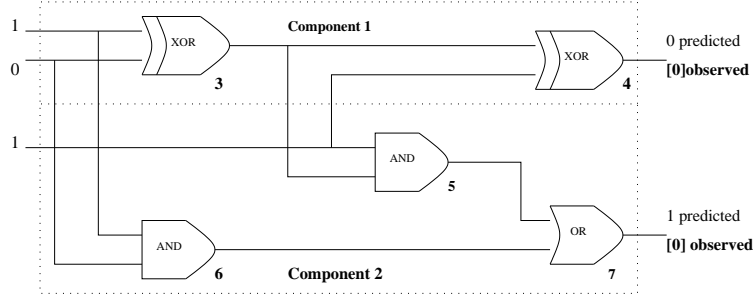 1
Component 1
XOR
XOR
0 predicted
0
3
4
[0]observed
1
AND
5
1 predicted
AND
OR
[0] observed
6
Component 2
7